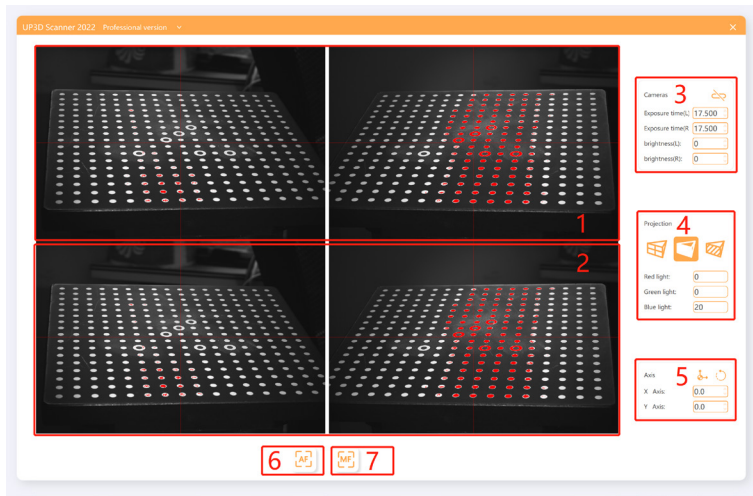 UP3D Scanner 2022 Professional version
1
2
Cameras 3
Exposure time(L) 17.500
Exposure time(R 17.500
brightness(L): 0
brightness(R): 0
Projection 4
Red light: 0
Green light: 0
Blue light: 20
Axis 5
X Axis: 0.0
Y Axis: 0.0
6 AF MF 7